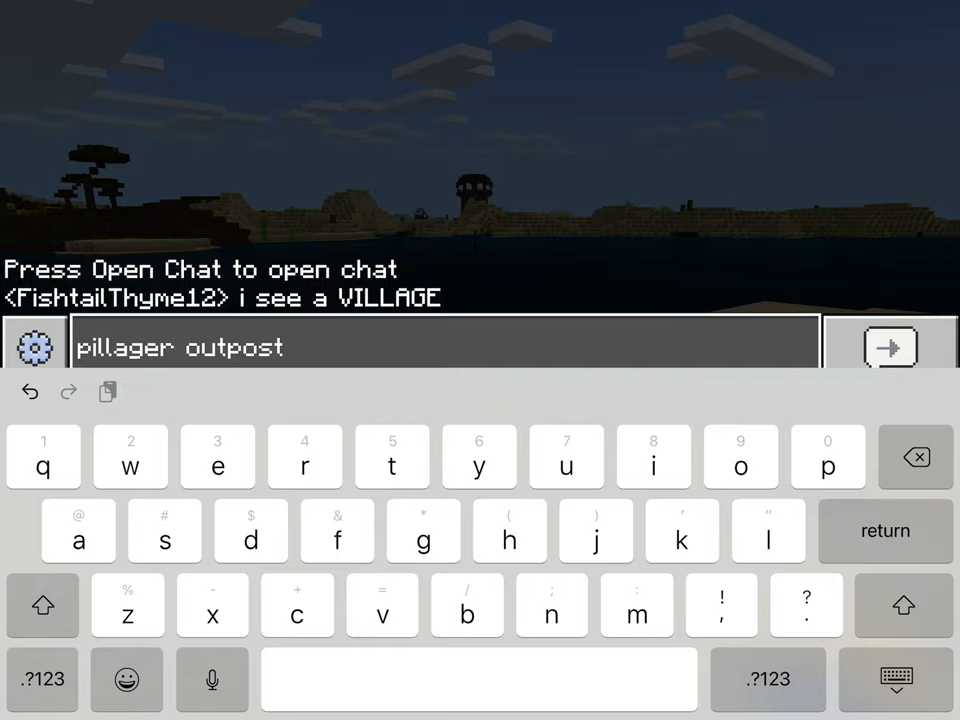 Press Open Chat to open chat
<FishtailThyme12> i see a VILLAGE
pillager outpost
1 2 3 4 5 6 7 8 9 0
q w e r t y u i o p
@ # $ & * ( ) ' "
a s d f g h j k l return
% - + = / ; : ! ?
z x c v b n m , .
.?123 .?123